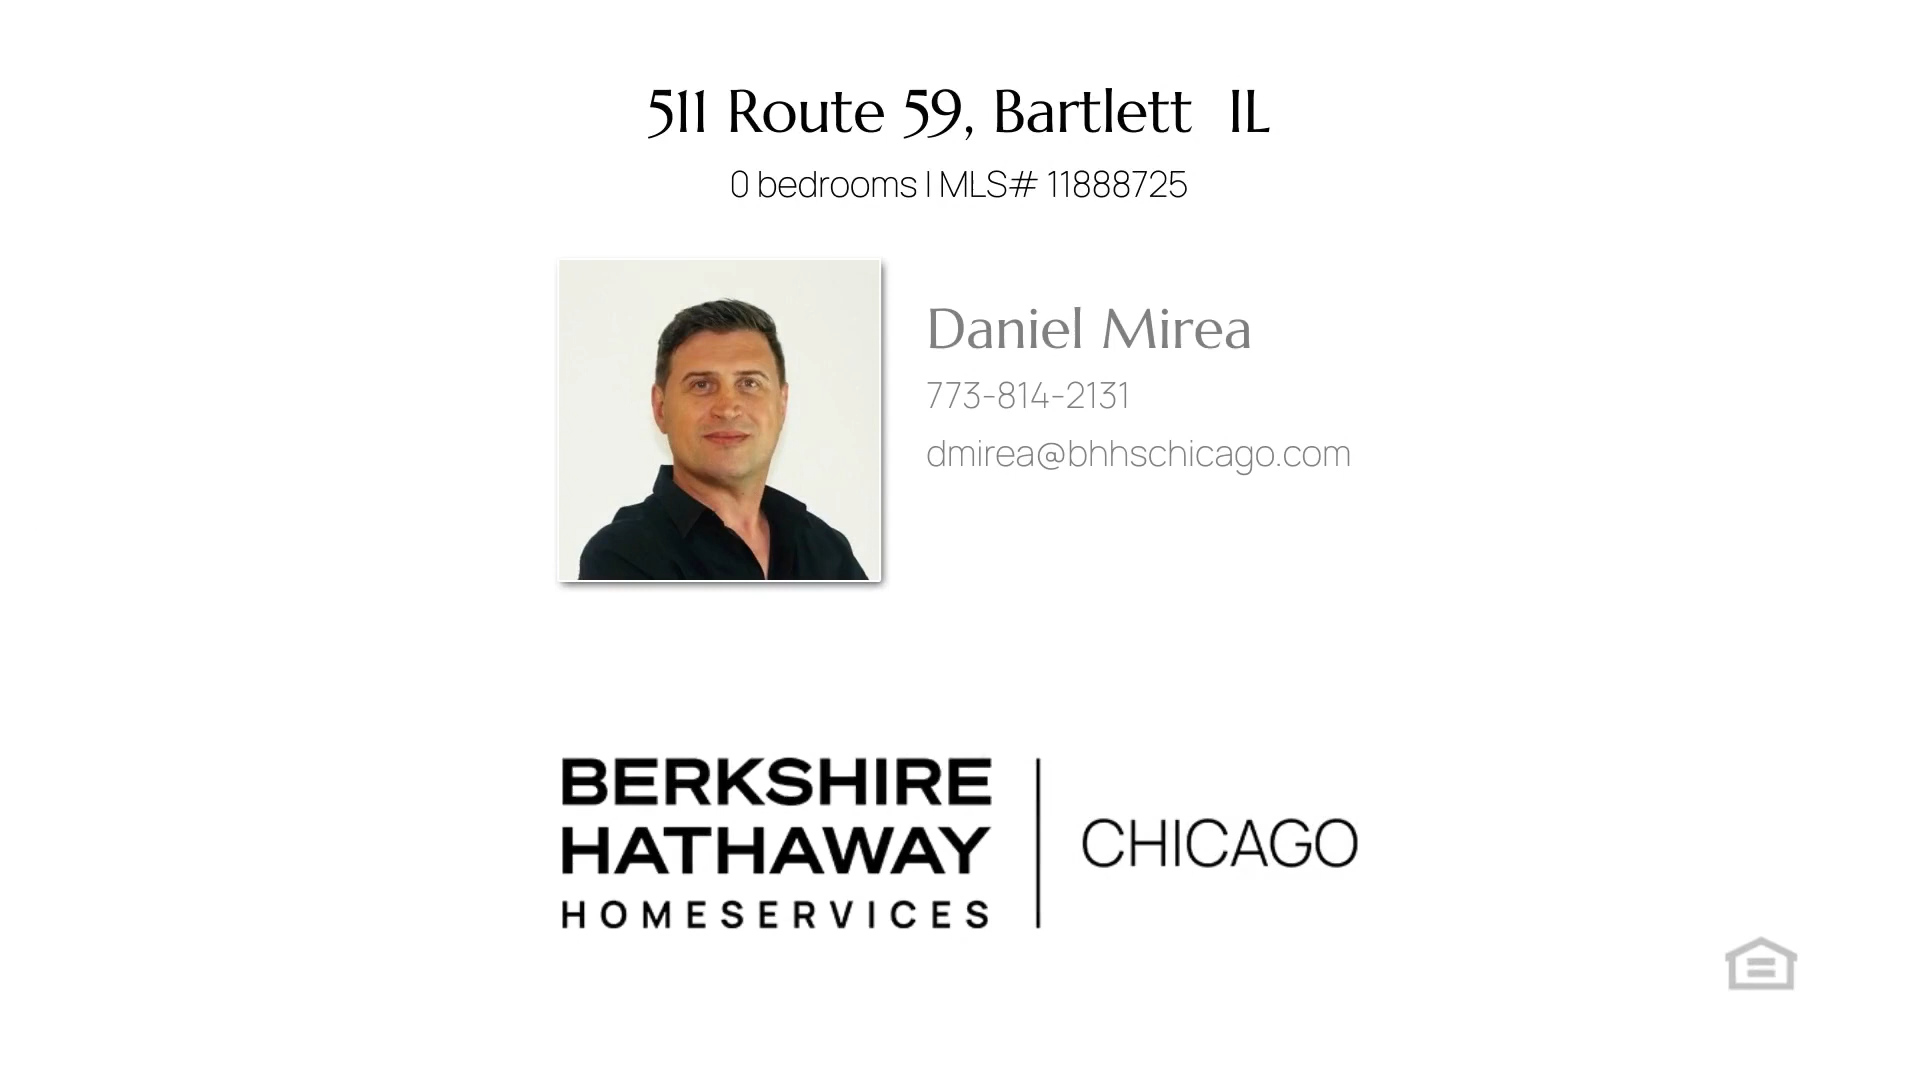 511 Route 59, Bartlett  IL
0 bedrooms | MLS# 11888725
Daniel Mirea
773-814-2131
dmirea@bhhschicago.com
BERKSHIRE
HATHAWAY
HOMESERVICES
CHICAGO